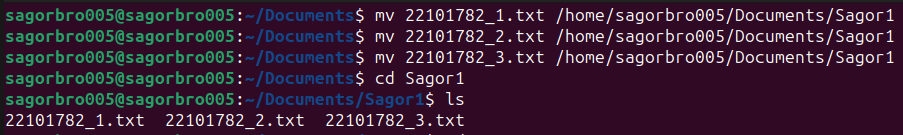 sagorbro005@sagorbro005:~/Documents$ mv 22101782_1.txt /home/sagorbro005/Documents/Sagor1
sagorbro005@sagorbro005:~/Documents$ mv 22101782_2.txt /home/sagorbro005/Documents/Sagor1
sagorbro005@sagorbro005:~/Documents$ mv 22101782_3.txt /home/sagorbro005/Documents/Sagor1
sagorbro005@sagorbro005:~/Documents$ cd Sagor1
sagorbro005@sagorbro005:~/Documents/Sagor1$ ls
22101782_1.txt  22101782_2.txt  22101782_3.txt